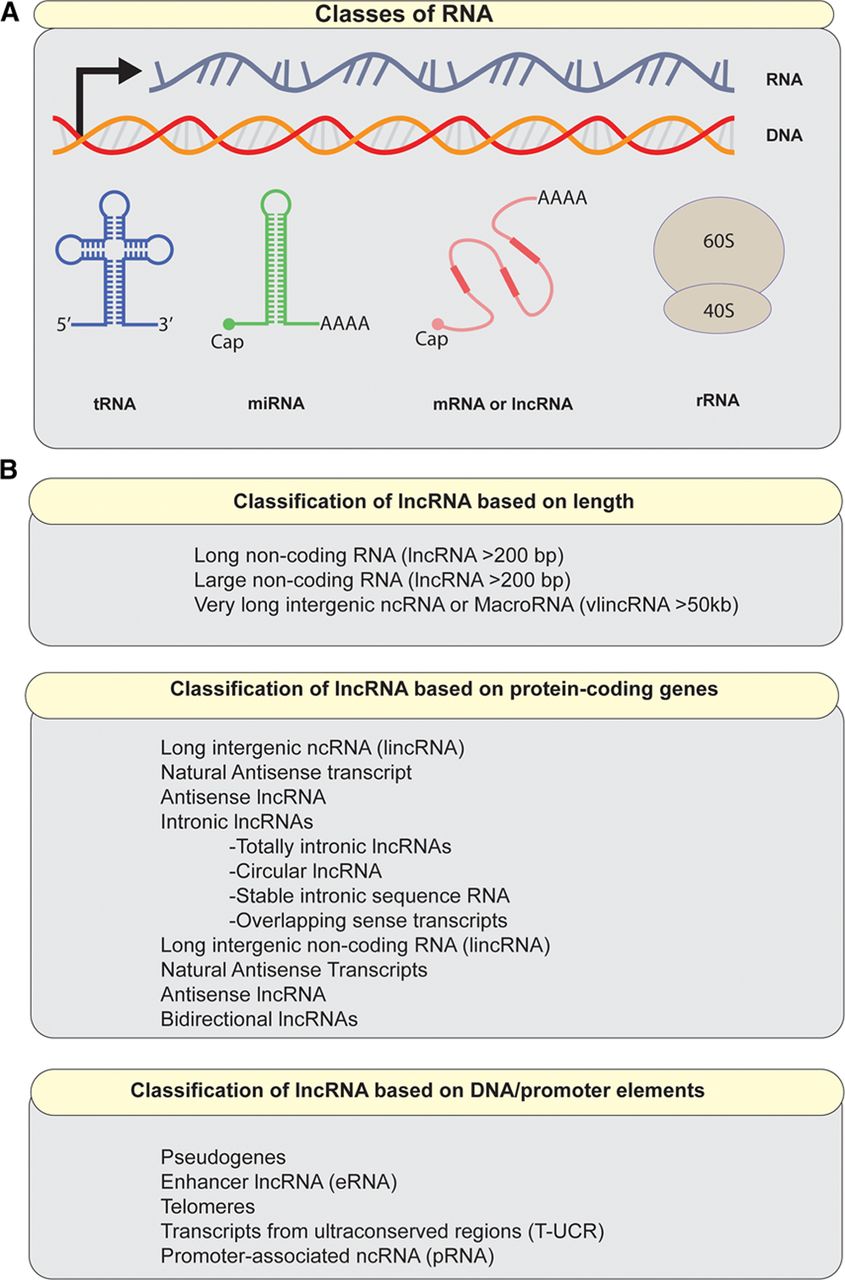 A
Classes of RNA
RNA
DNA
AAAA
60S
40S
5′
3′
AAAA
Cap
Cap
tRNA
miRNA
mRNA or lncRNA
rRNA
B
Classification of lncRNA based on length
Long non-coding RNA (lncRNA >200 bp)
Large non-coding RNA (lncRNA >200 bp)
Very long intergenic ncRNA or MacroRNA (vlincRNA >50kb)
Classification of lncRNA based on protein-coding genes
Long intergenic ncRNA (lincRNA)
Natural Antisense transcript
Antisense lncRNA
Intronic lncRNAs
-Totally intronic lncRNAs
-Circular lncRNA
-Stable intronic sequence RNA
-Overlapping sense transcripts
Long intergenic non-coding RNA (lincRNA)
Natural Antisense Transcripts
Antisense lncRNA
Bidirectional lncRNAs
Classification of lncRNA based on DNA/promoter elements
Pseudogenes
Enhancer lncRNA (eRNA)
Telomeres
Transcripts from ultraconserved regions (T-UCR)
Promoter-associated ncRNA (pRNA)